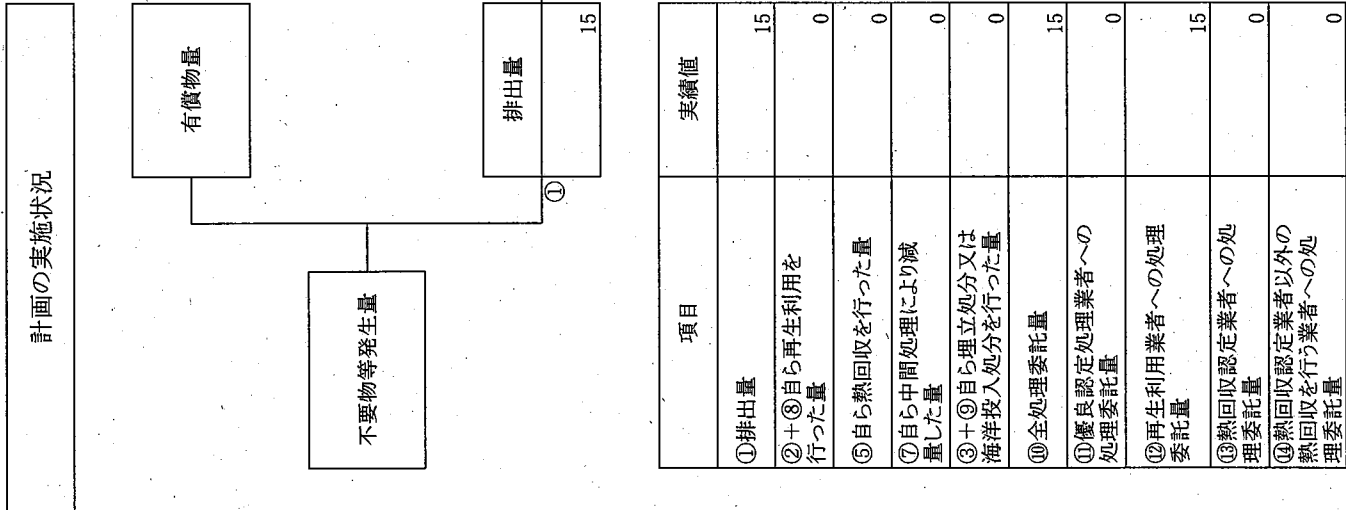 計画の実施状況
有償物量
不要物等発生量
①
排出量
15
項目
実績値
①排出量
15
②+⑧自ら再生利用を
行った量
0
⑤自ら熱回収を行った量
0
⑦自ら中間処理により減
量した量
0
③+⑨自ら埋立処分又は
海洋投入処分を行った量
0
⑩全処理委託量
15
⑪優良認定処理業者への
処理委託量
0
⑫再生利用業者への処理
委託量
15
⑬熱回収認定業者への処
理委託量
0
⑭熱回収認定業者以外の
熱回収を行う業者への処
理委託量
0